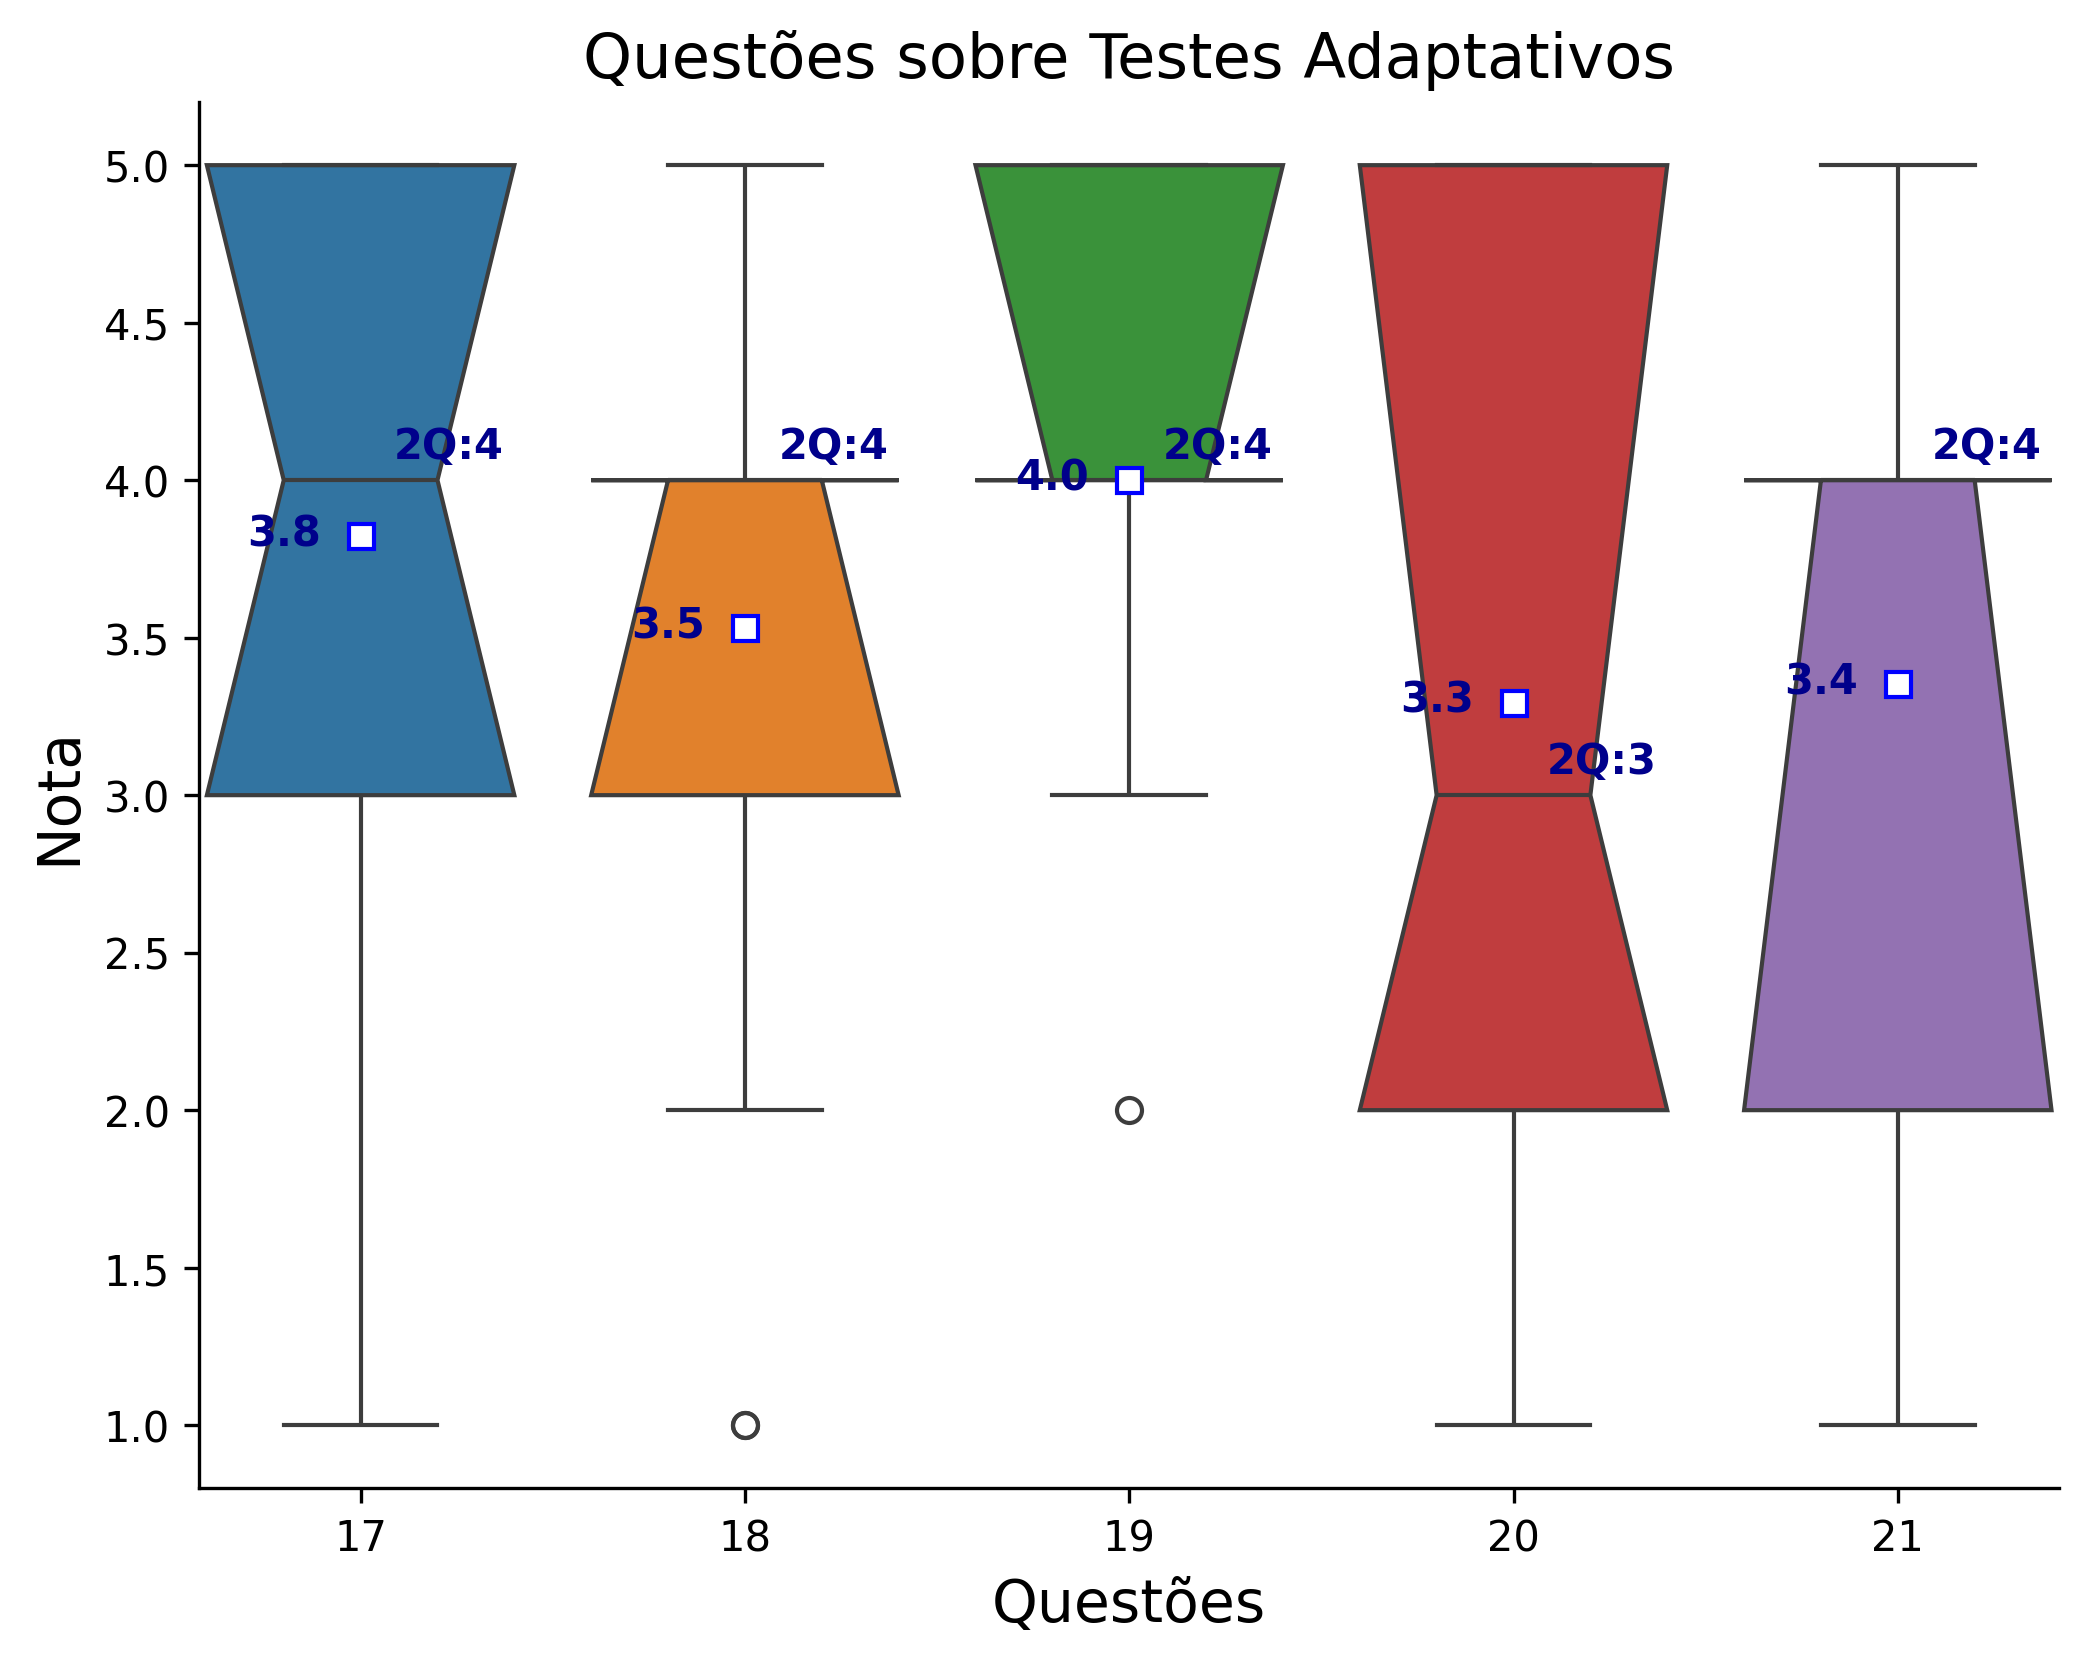 Questões sobre Testes Adaptativos
Nota
5.0
4.5
4.0
3.5
3.0
2.5
2.0
1.5
1.0
2Q:4
3.8
2Q:4
3.5
2Q:4
4.0
3.3
2Q:3
2Q:4
3.4
17 18 19 20 21
Questões